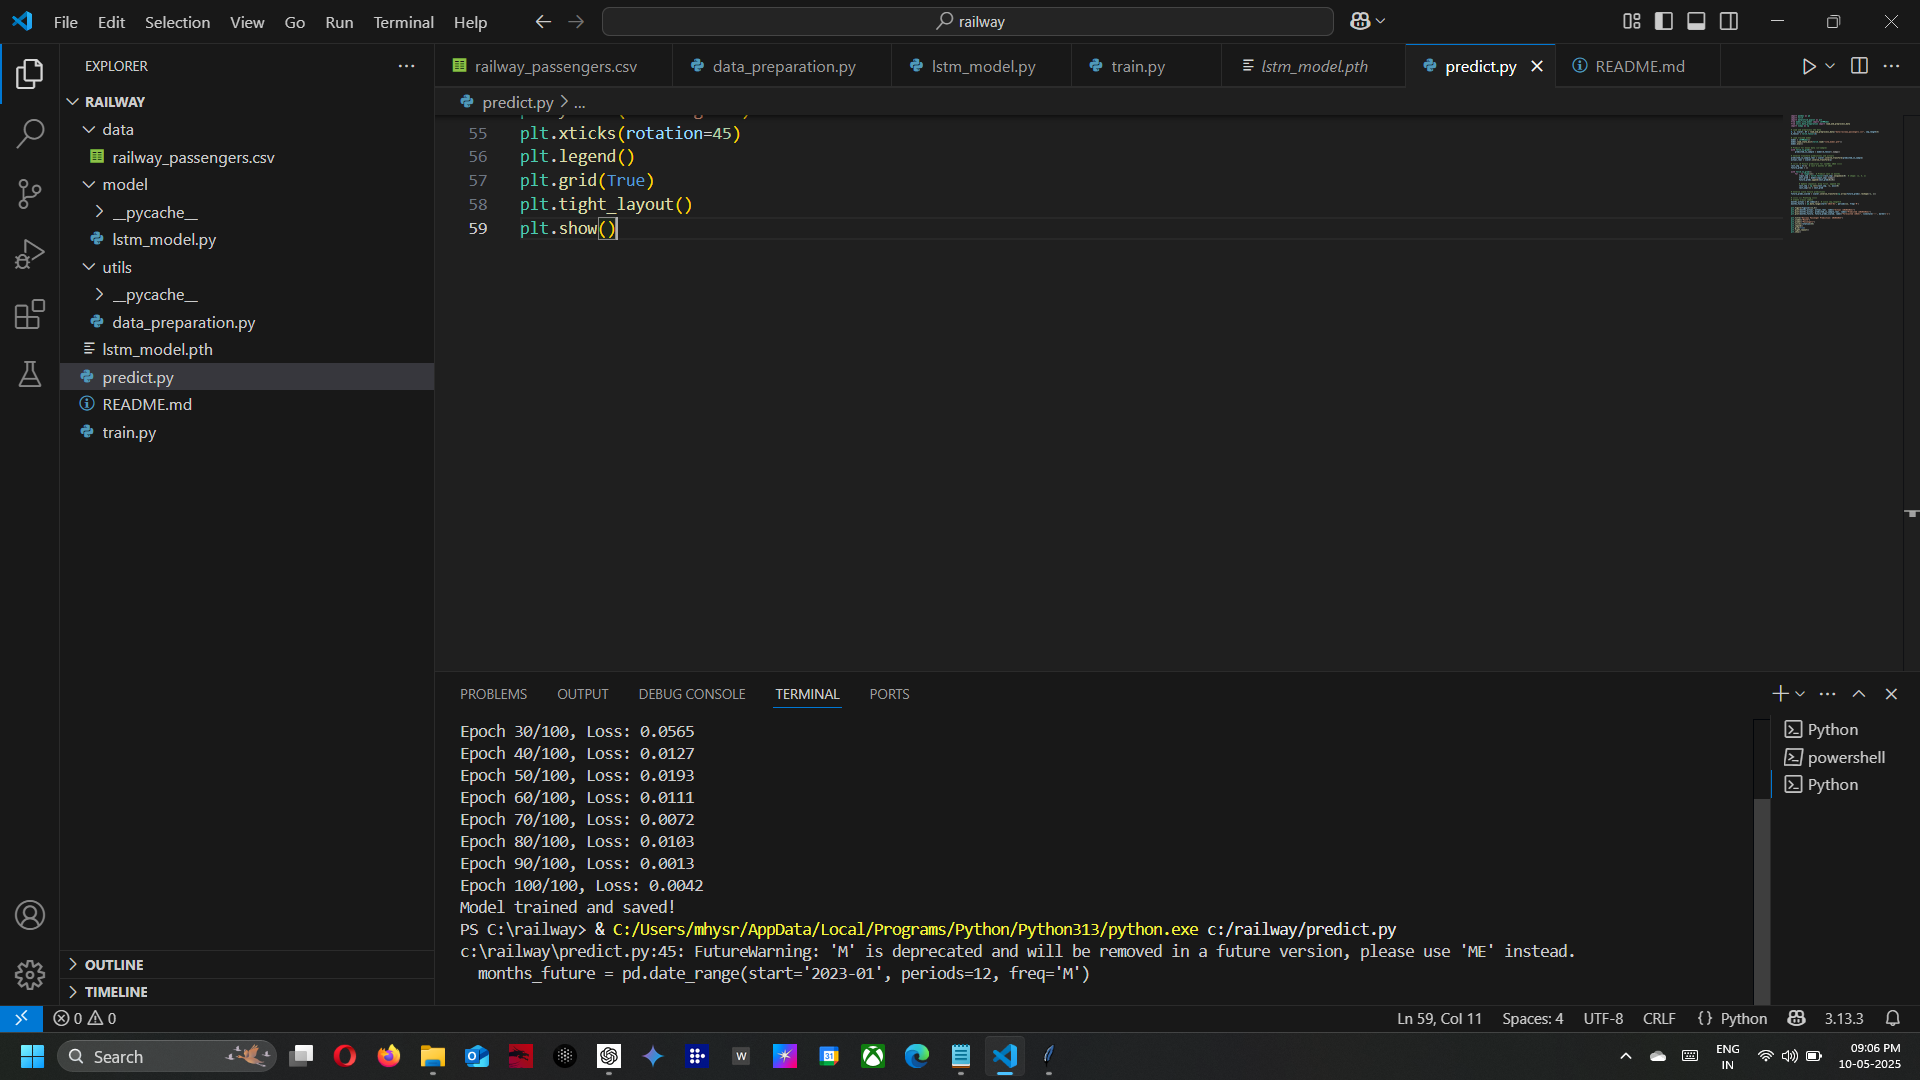 File Edit Selection View Go Run Terminal Help
railway
EXPLORER
RAILWAY
data
railway_passengers.csv
model
__pycache__
lstm_model.py
utils
__pycache__
data_preparation.py
lstm_model.pth
predict.py
README.md
train.py
OUTLINE
TIMELINE
railway_passengers.csv data_preparation.py lstm_model.py train.py lstm_model.pth predict.py README.md
predict.py > ...
55 plt.xticks(rotation=45)
56 plt.legend()
57 plt.grid(True)
58 plt.tight_layout()
59 plt.show()
PROBLEMS OUTPUT DEBUG CONSOLE TERMINAL PORTS
Epoch 30/100, Loss: 0.0565
Epoch 40/100, Loss: 0.0127
Epoch 50/100, Loss: 0.0193
Epoch 60/100, Loss: 0.0111
Epoch 70/100, Loss: 0.0072
Epoch 80/100, Loss: 0.0103
Epoch 90/100, Loss: 0.0013
Epoch 100/100, Loss: 0.0042
Model trained and saved!
PS C:\railway> & C:/Users/mhysr/AppData/Local/Programs/Python/Python313/python.exe c:/railway/predict.py
c:\railway\predict.py:45: FutureWarning: 'M' is deprecated and will be removed in a future version, please use 'ME' instead.
months_future = pd.date_range(start='2023-01', periods=12, freq='M')
Python
powershell
Python
0 0
Ln 59, Col 11 Spaces: 4 UTF-8 CRLF {} Python 3.13.3
Search
W
31
ENG
IN
09:06 PM
10-05-2025